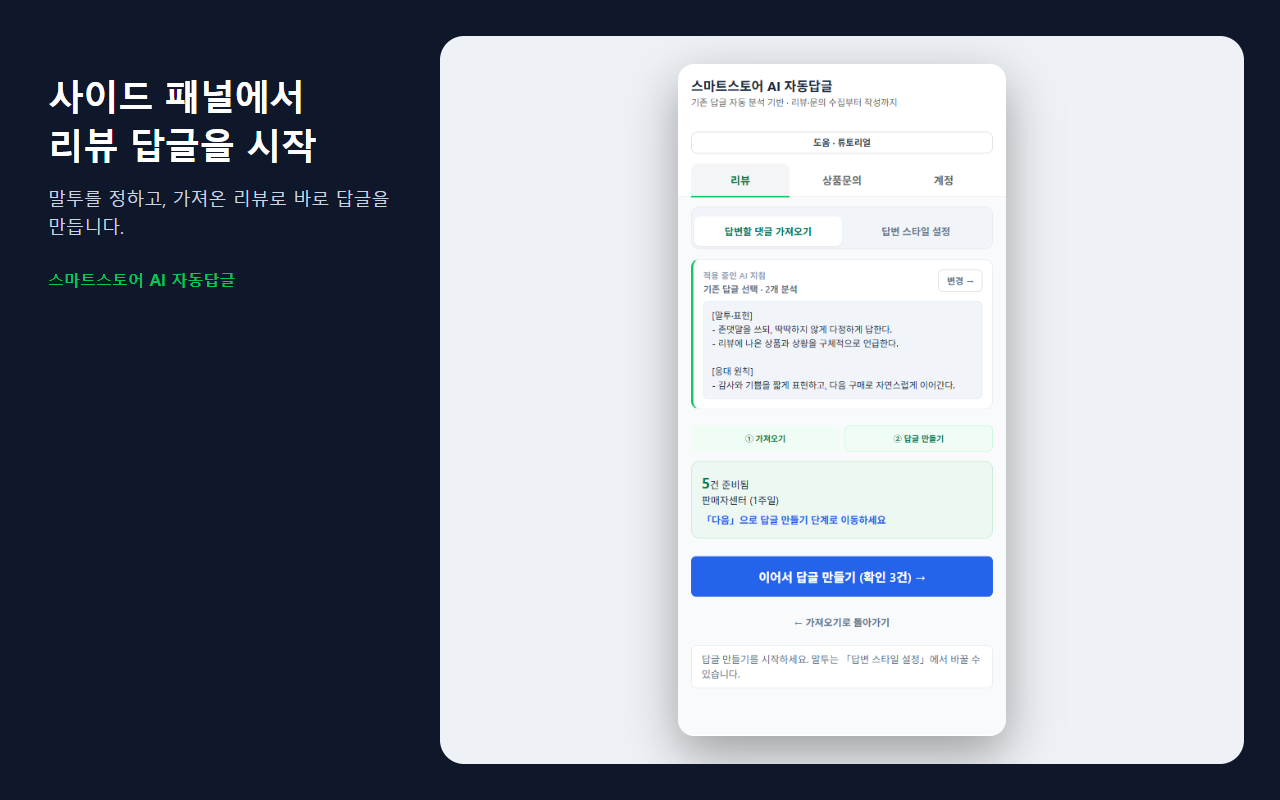 사이드 패널에서
리뷰 답글을 시작
말투를 정하고, 가져온 리뷰로 바로 답글을
만듭니다.
스마트스토어 AI 자동답글
스마트스토어 AI 자동답글
기존 답글 자동 분석 기반 · 리뷰·문의 수집부터 작성까지
도움 · 튜토리얼
리뷰 상품문의 계정
답변할 댓글 가져오기 답변 스타일 설정
적용 중인 AI 지침
기존 답글 선택 · 2개 분석
변경 →
[말투·표현]
- 존댓말을 쓰되, 딱딱하지 않게 다정하게 답한다.
- 리뷰에 나온 상품과 상황을 구체적으로 언급한다.
[응대 원칙]
- 감사와 기쁨을 짧게 표현하고, 다음 구매로 자연스럽게 이어간다.
① 가져오기 ② 답글 만들기
5건 준비됨
판매자센터 (1주일)
「다음」으로 답글 만들기 단계로 이동하세요
이어서 답글 만들기 (확인 3건) →
← 가져오기로 돌아가기
답글 만들기를 시작하세요. 말투는 「답변 스타일 설정」에서 바꿀 수
있습니다.